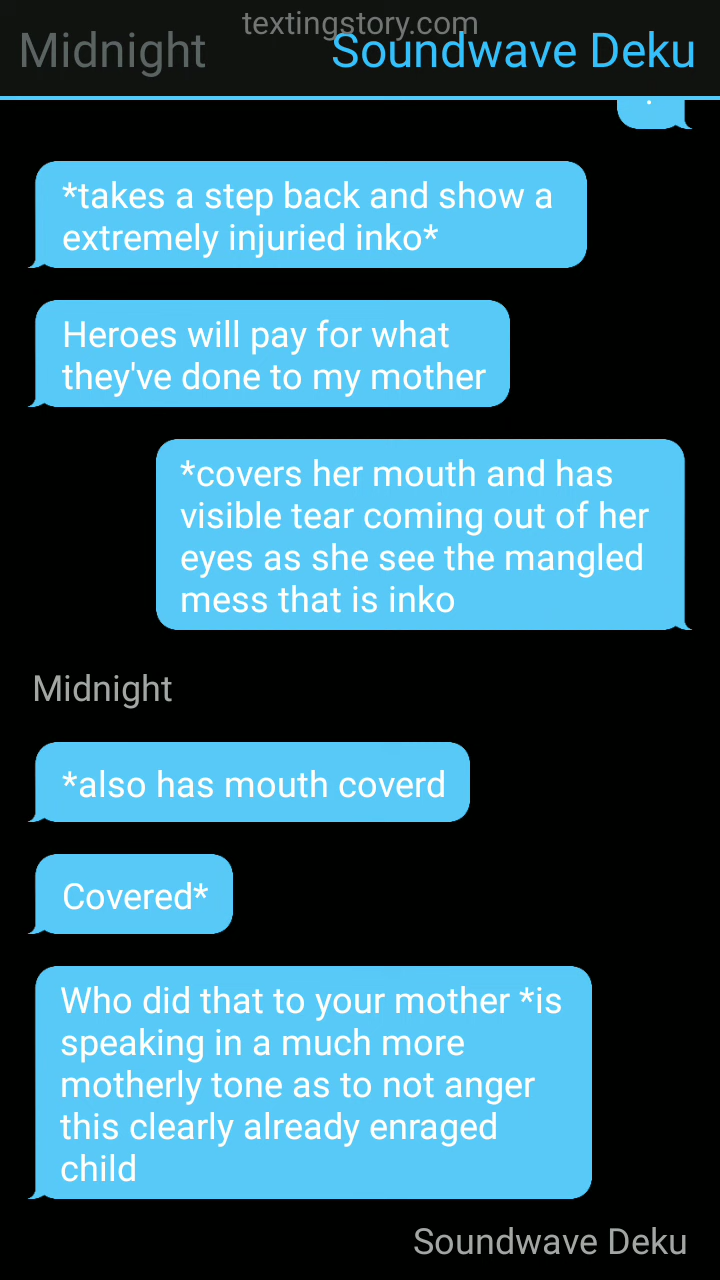 textingstory.com
Midnight
Soundwave Deku
*takes a step back and show a
extremely injuried inko*
Heroes will pay for what
they've done to my mother
*covers her mouth and has
visible tear coming out of her
eyes as she see the mangled
mess that is inko
Midnight
*also has mouth coverd
Covered*
Who did that to your mother *is
speaking in a much more
motherly tone as to not anger
this clearly already enraged
child
Soundwave Deku